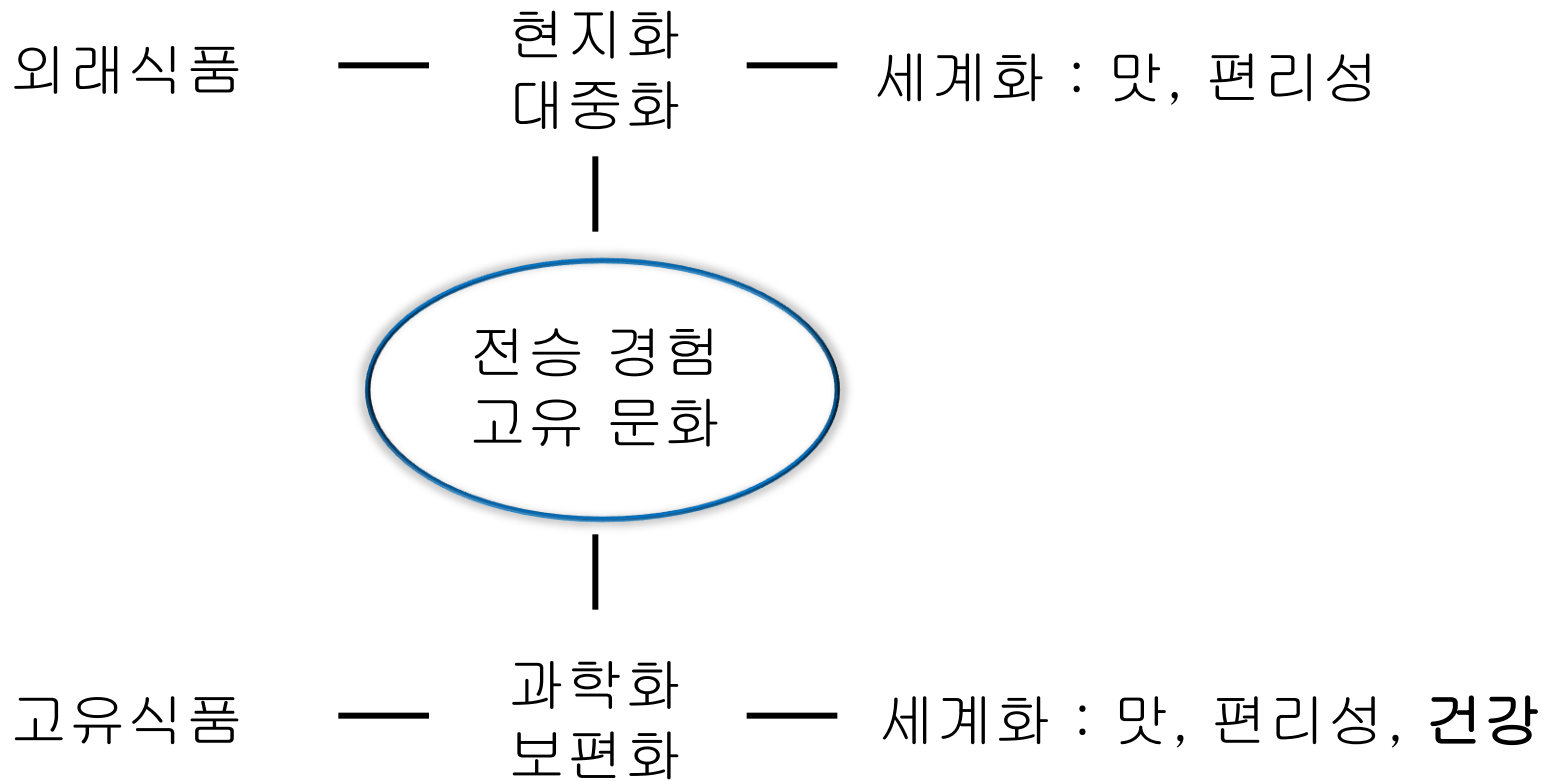 외래식품
현지화
대중화
세계화 : 맛, 편리성
전승 경험
고유 문화
고유식품
과학화
보편화
세계화 : 맛, 편리성, 건강